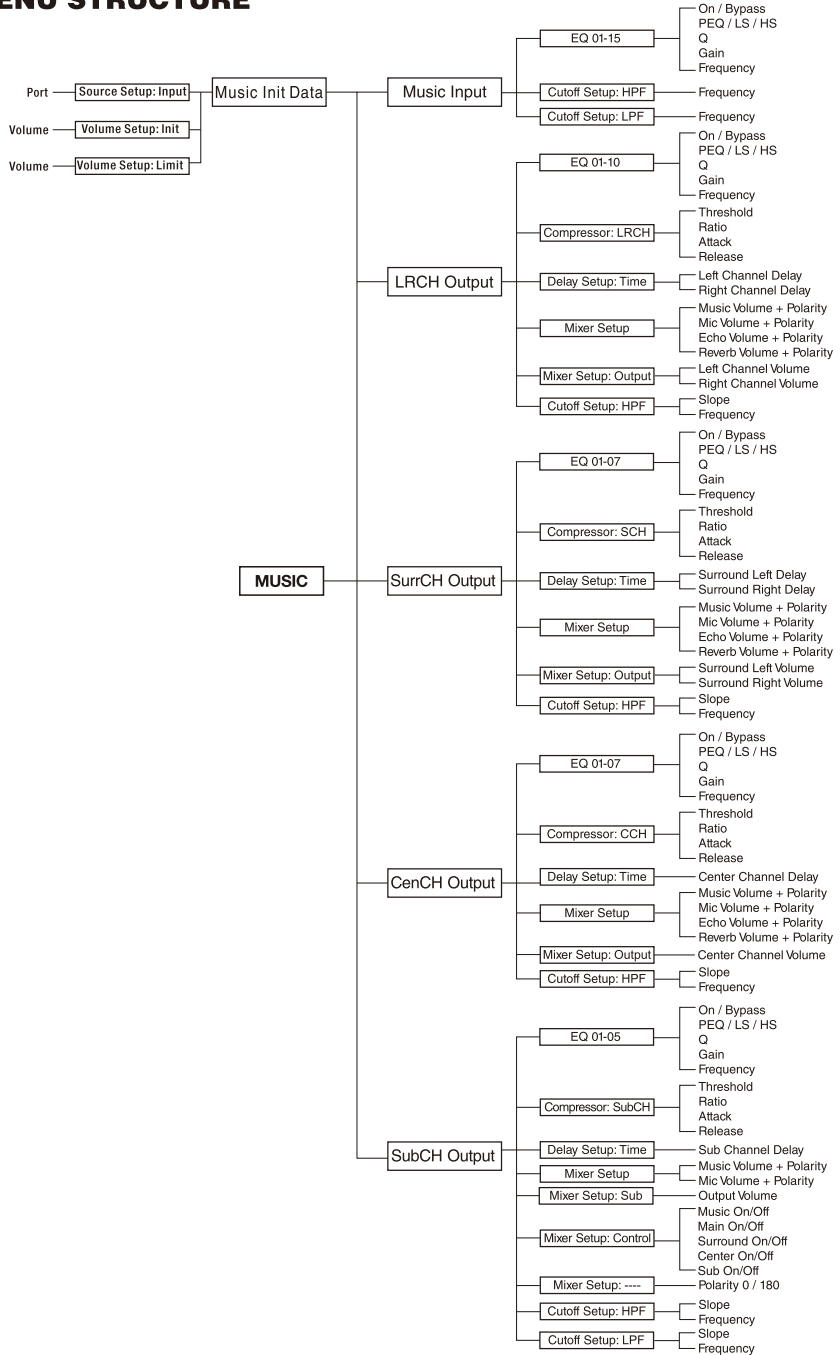 ENU STRUCTURE
Port
Source Setup: Input
Volume
Volume Setup: Init
Volume
Volume Setup: Limit
Music Init Data
MUSIC
Music Input
EQ 01-15
On / Bypass
PEQ / LS / HS
Q
Gain
Frequency
Cutoff Setup: HPF
Frequency
Cutoff Setup: LPF
Frequency
LRCH Output
EQ 01-10
On / Bypass
PEQ / LS / HS
Q
Gain
Frequency
Compressor: LRCH
Threshold
Ratio
Attack
Release
Delay Setup: Time
Left Channel Delay
Right Channel Delay
Mixer Setup
Music Volume + Polarity
Mic Volume + Polarity
Echo Volume + Polarity
Reverb Volume + Polarity
Mixer Setup: Output
Left Channel Volume
Right Channel Volume
Cutoff Setup: HPF
Slope
Frequency
SurrCH Output
EQ 01-07
On / Bypass
PEQ / LS / HS
Q
Gain
Frequency
Compressor: SCH
Threshold
Ratio
Attack
Release
Delay Setup: Time
Surround Left Delay
Surround Right Delay
Mixer Setup
Music Volume + Polarity
Mic Volume + Polarity
Echo Volume + Polarity
Reverb Volume + Polarity
Mixer Setup: Output
Surround Left Volume
Surround Right Volume
Cutoff Setup: HPF
Slope
Frequency
CenCH Output
EQ 01-07
On / Bypass
PEQ / LS / HS
Q
Gain
Frequency
Compressor: CCH
Threshold
Ratio
Attack
Release
Delay Setup: Time
Center Channel Delay
Mixer Setup
Music Volume + Polarity
Mic Volume + Polarity
Echo Volume + Polarity
Reverb Volume + Polarity
Mixer Setup: Output
Center Channel Volume
Cutoff Setup: HPF
Slope
Frequency
SubCH Output
EQ 01-05
On / Bypass
PEQ / LS / HS
Q
Gain
Frequency
Compressor: SubCH
Threshold
Ratio
Attack
Release
Delay Setup: Time
Sub Channel Delay
Mixer Setup
Music Volume + Polarity
Mic Volume + Polarity
Mixer Setup: Sub
Output Volume
Mixer Setup: Control
Music On/Off
Main On/Off
Surround On/Off
Center On/Off
Sub On/Off
Mixer Setup: ----
Polarity 0 / 180
Cutoff Setup: HPF
Slope
Frequency
Cutoff Setup: LPF
Slope
Frequency